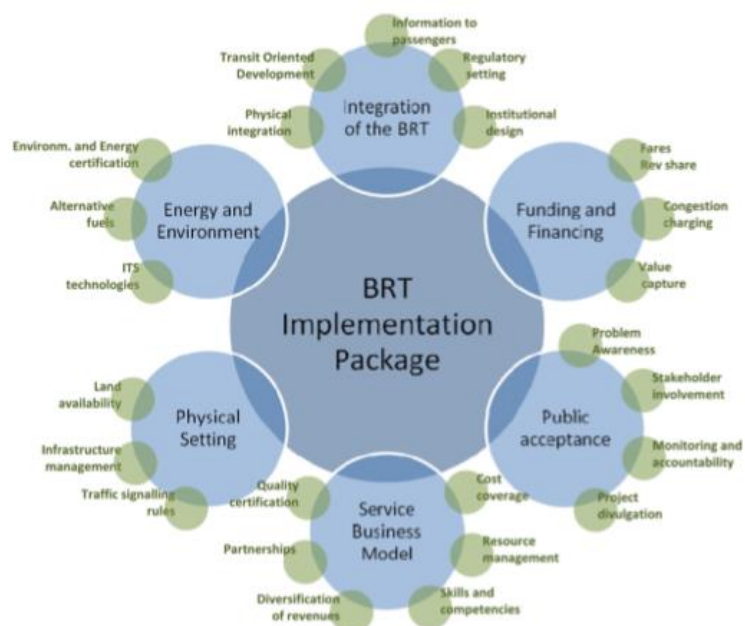 Information to
passengers
Transit Oriented
Development
Regulatory
setting
Physical
integration
Integration
of the BRT
Institutional
design
Environm. and Energy
certification
Alternative
fuels
ITS
technologies
Energy and
Environment
Fares
Rev share
Congestion
charging
Value
capture
Funding and
Financing
BRT
Implementation
Package
Land
availability
Infrastructure
management
Traffic signalling
rules
Physical
Setting
Problem
Awareness
Stakeholder
involvement
Monitoring and
accountability
Project
divulgation
Public
acceptance
Quality
certification
Partnerships
Diversification
of revenues
Service
Business
Model
Cost
coverage
Resource
management
Skills and
competencies